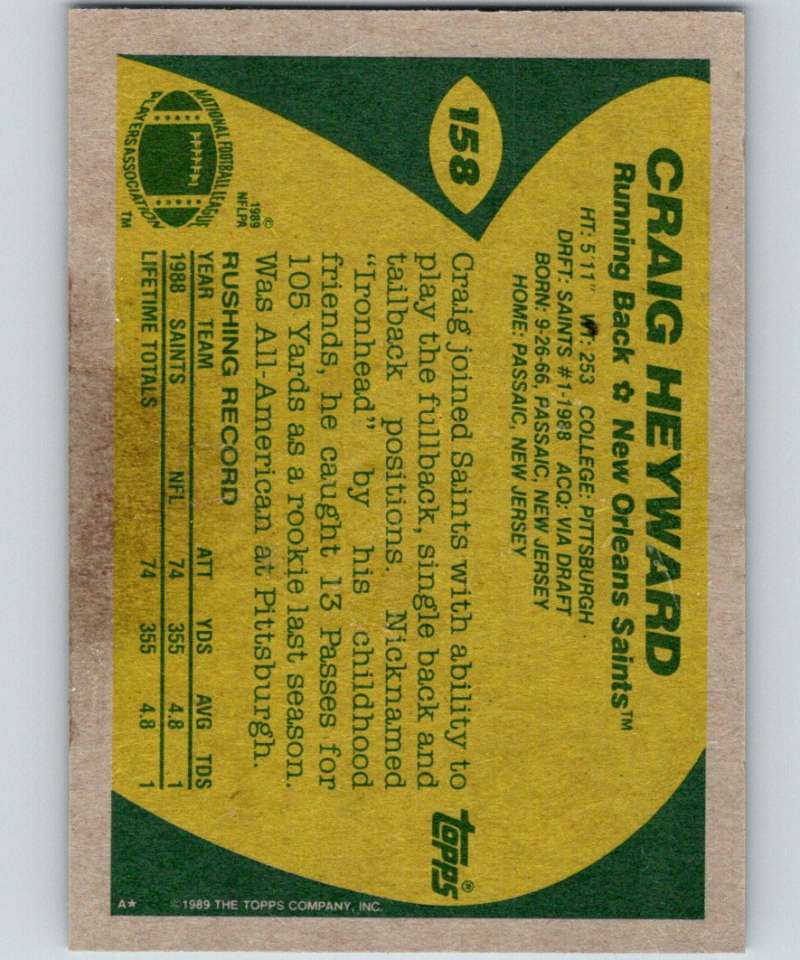 158
CRAIG HEYWARD
Running Back ✩ New Orleans Saints™
HT: 5'11" WT: 253 COLLEGE: PITTSBURGH
DRFT: SAINTS #1-1988 ACQ: VIA DRAFT
BORN: 9-26-66, PASSAIC, NEW JERSEY
HOME: PASSAIC, NEW JERSEY
Craig joined Saints with ability to
play the fullback, single back and
tailback positions. Nicknamed
"Ironhead" by his childhood
friends, he caught 13 Passes for
105 Yards as a rookie last season.
Was All-American at Pittsburgh.
topps®
NATIONAL FOOTBALL LEAGUE
PLAYERS ASSOCIATION
™
©
1989
NFLPA
RUSHING RECORD
YEAR TEAM ATT YDS AVG TDS
1988 SAINTS NFL 74 355 4.8 1
LIFETIME TOTALS 74 355 4.8 1
A★ ©1989 THE TOPPS COMPANY, INC.